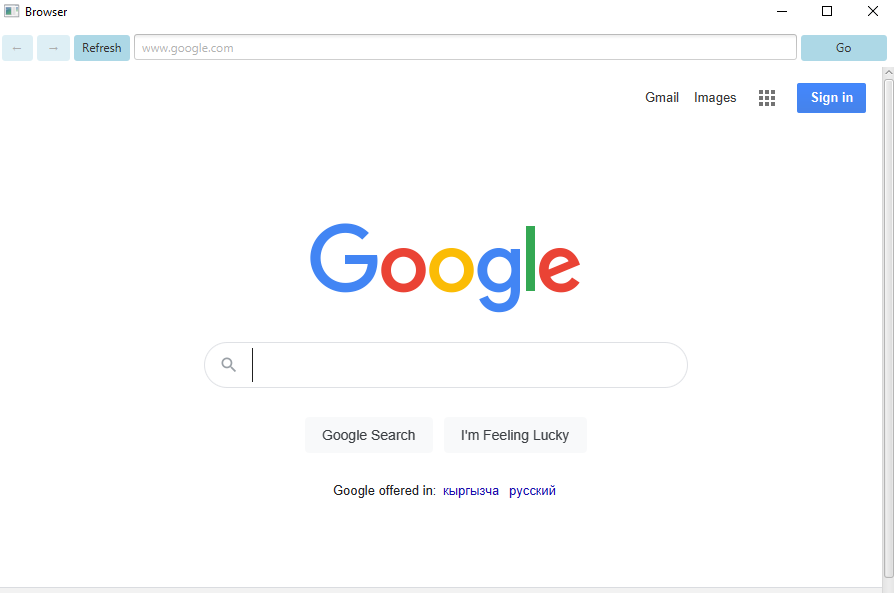 Browser
← → Refresh www.google.com Go
Gmail Images Sign in
Google
Google Search I'm Feeling Lucky
Google offered in: кыргызча русский